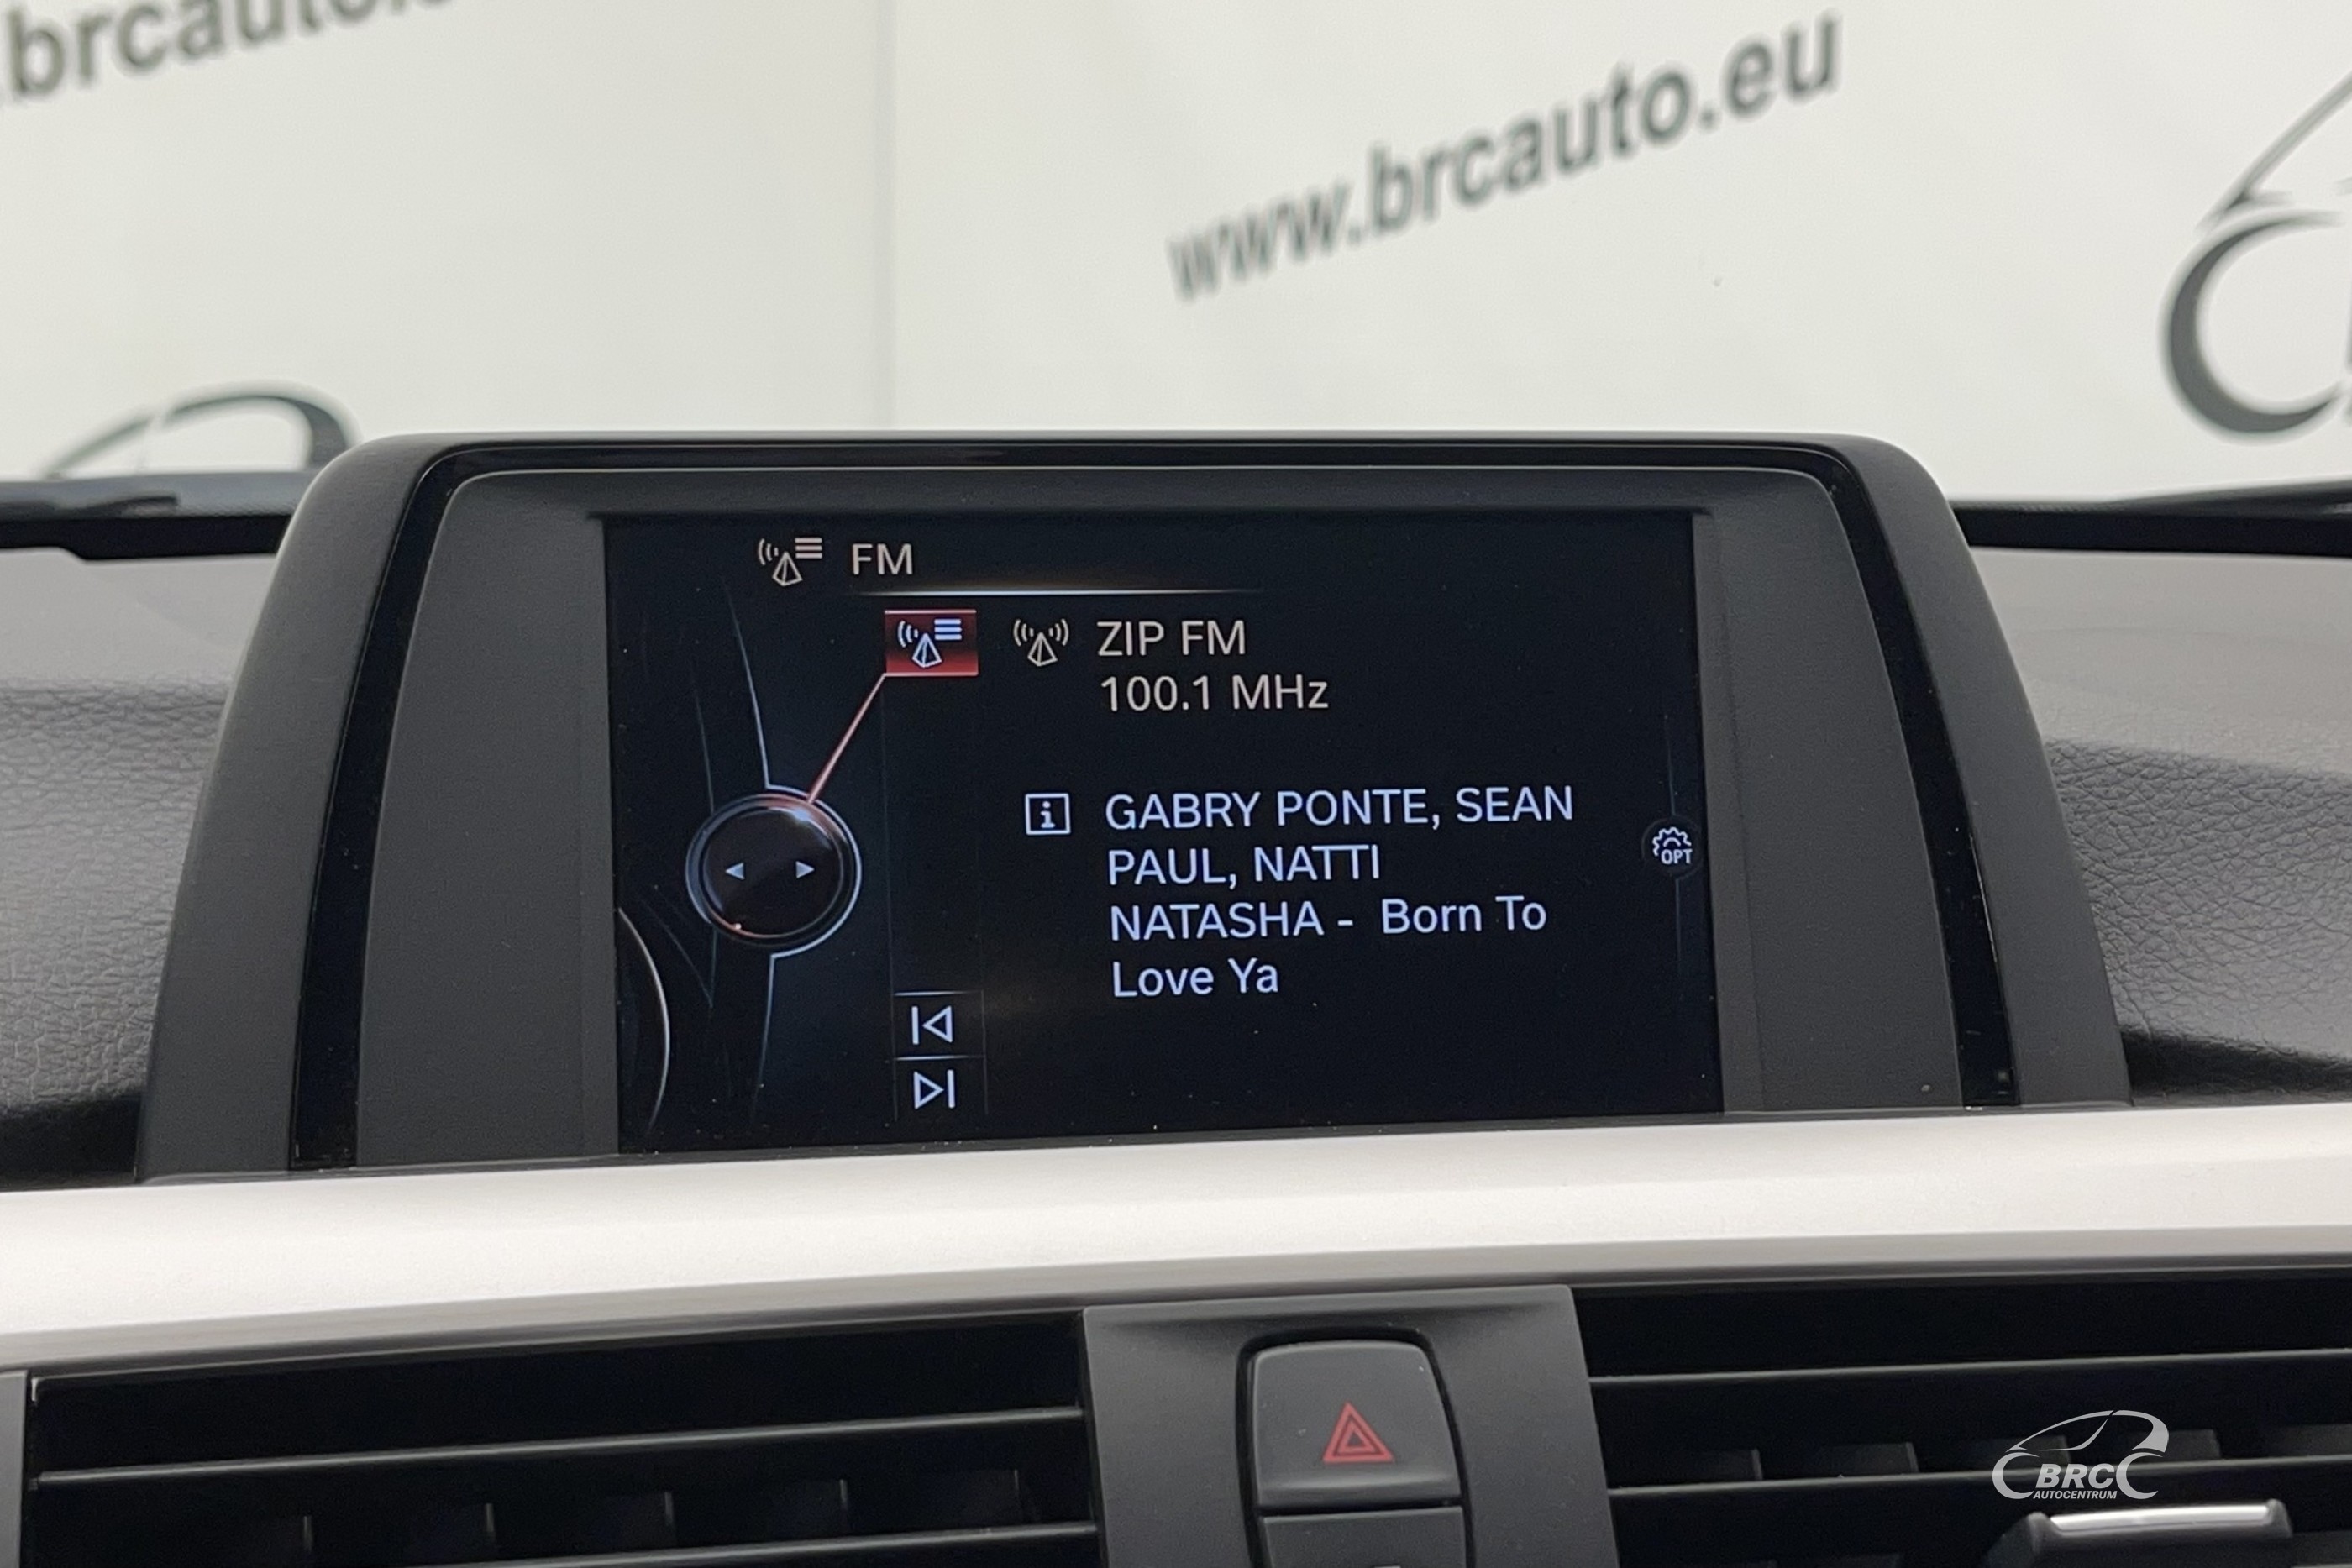 .brcauto.
www.brcauto.eu
FM
ZIP FM
100.1 MHz
GABRY PONTE, SEAN
PAUL, NATTI
NATASHA - Born To
Love Ya
OPT
BRC
AUTOCENTRUM